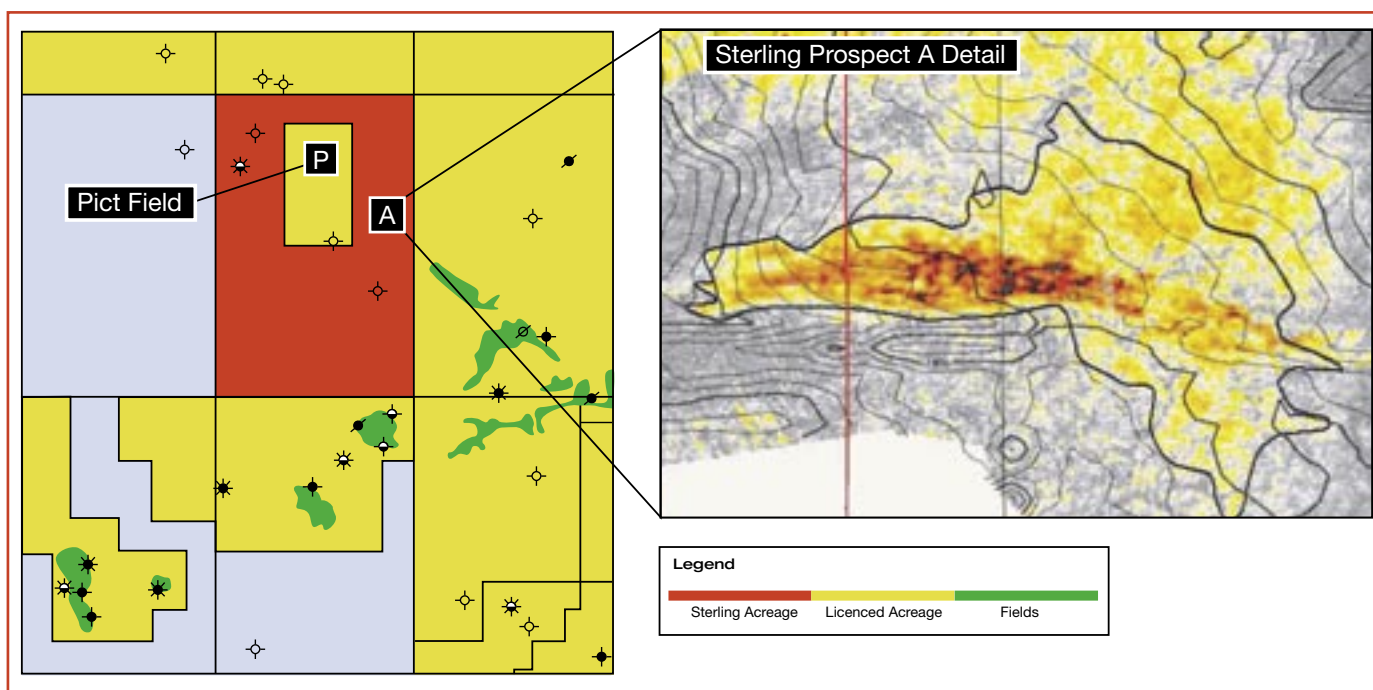 Sterling Prospect A Detail
P
Pict Field
A
Legend
Sterling Acreage
Licenced Acreage
Fields